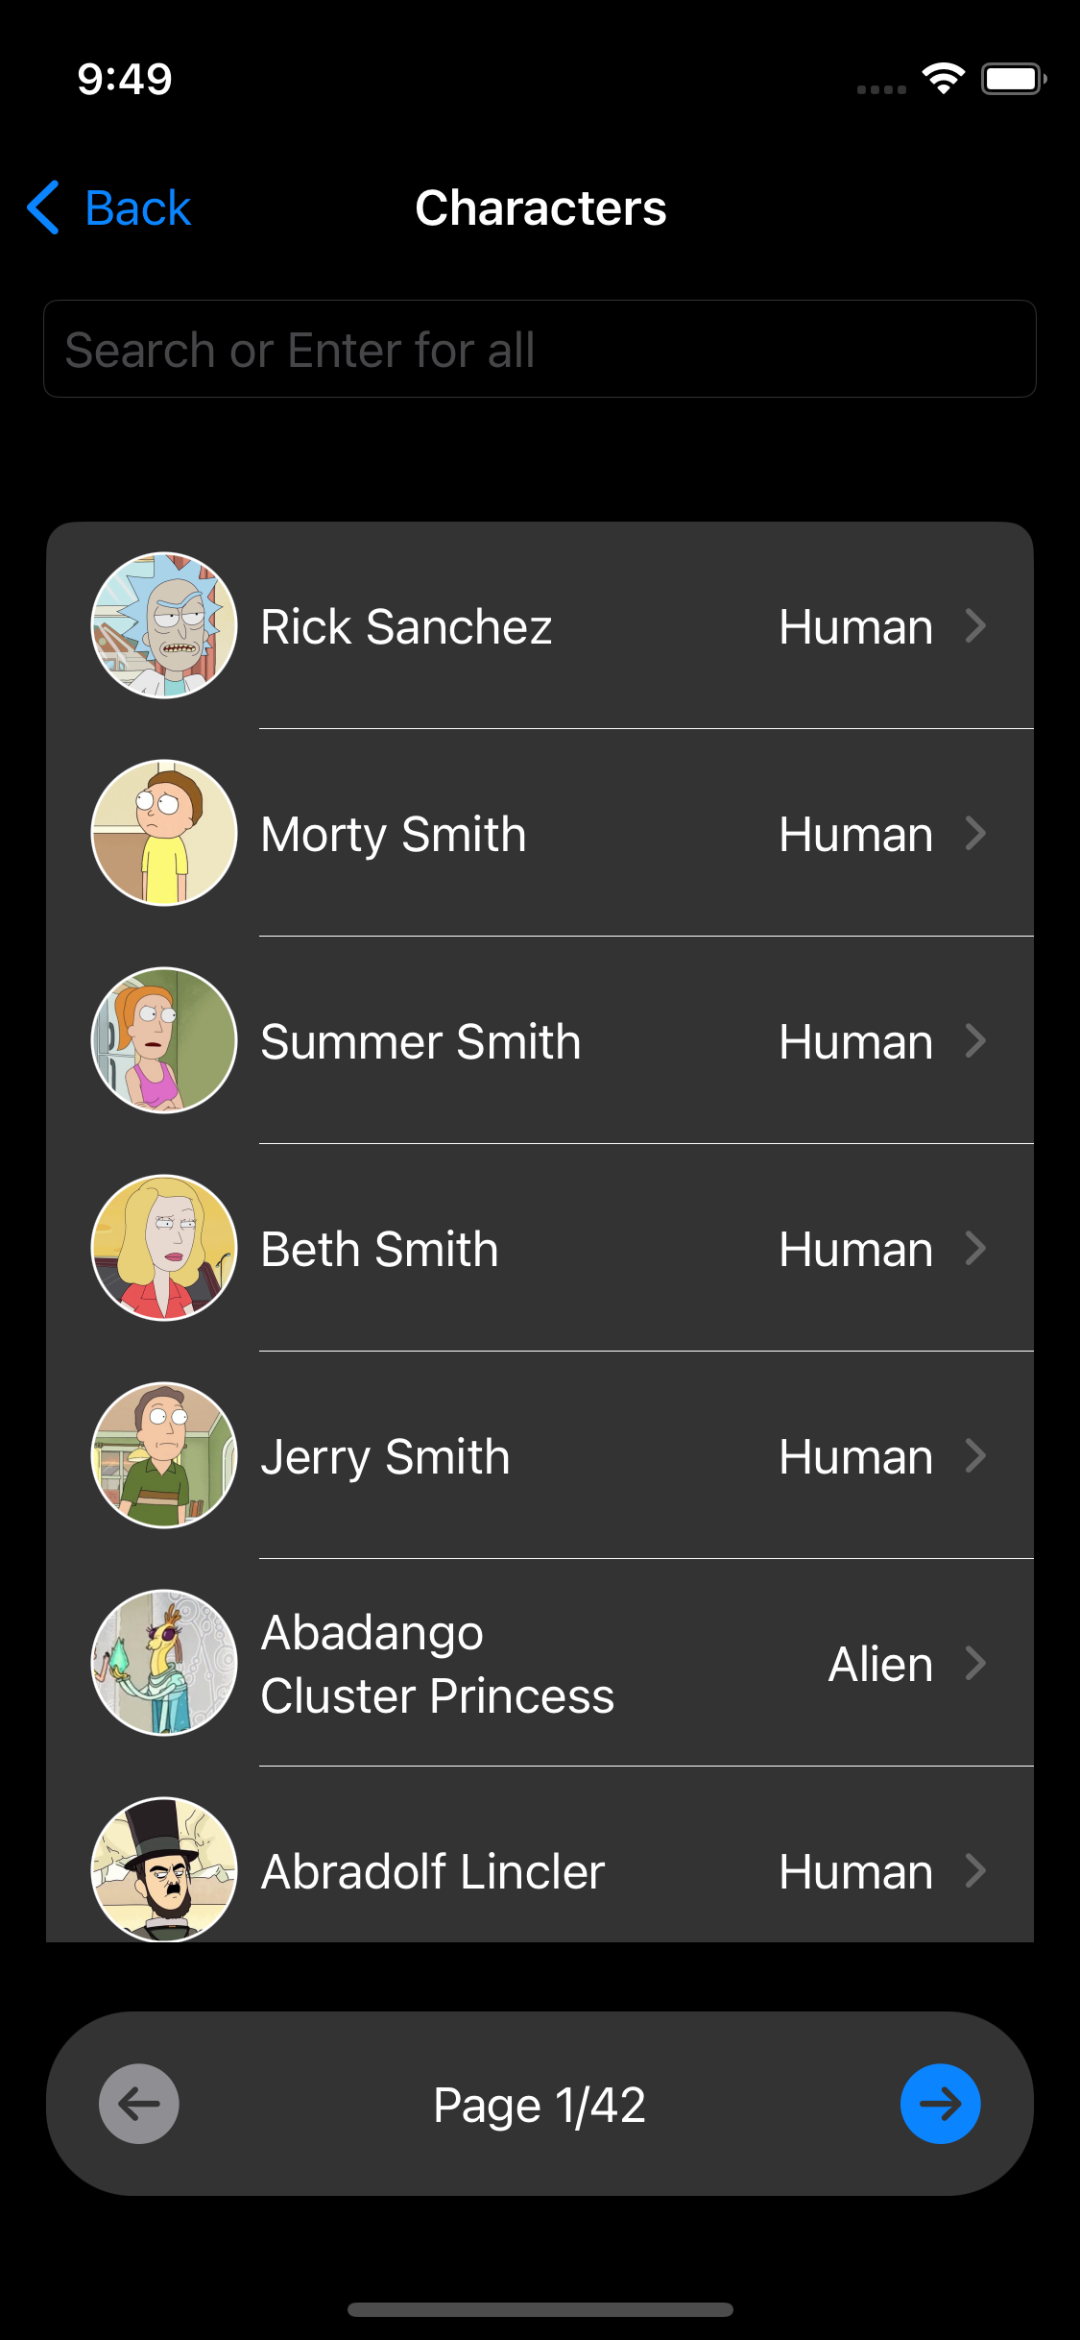 9:49
Back
Characters
Search or Enter for all
Rick Sanchez
Human
Morty Smith
Human
Summer Smith
Human
Beth Smith
Human
Jerry Smith
Human
Abadango
Cluster Princess
Alien
Abradolf Lincler
Human
Page 1/42